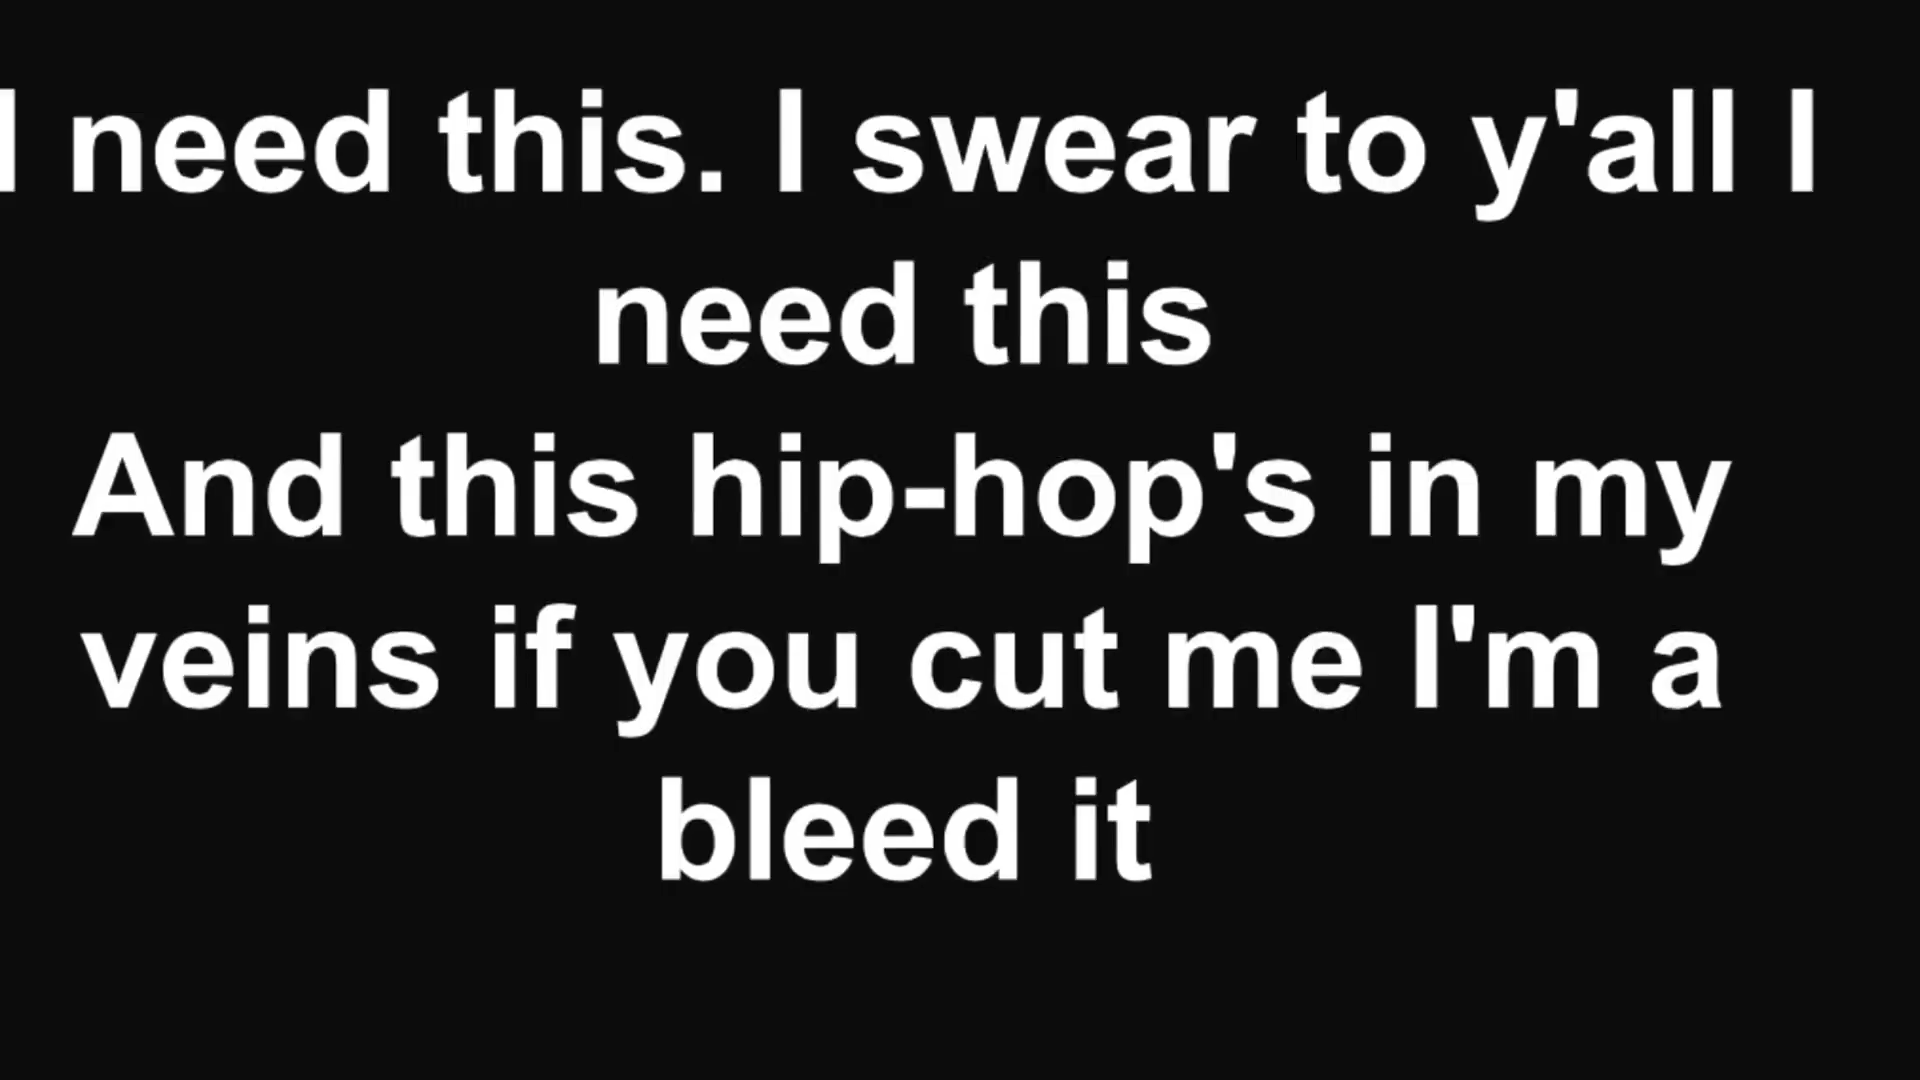 I need this. I swear to y'all I
need this
And this hip-hop's in my
veins if you cut me I'm a
bleed it